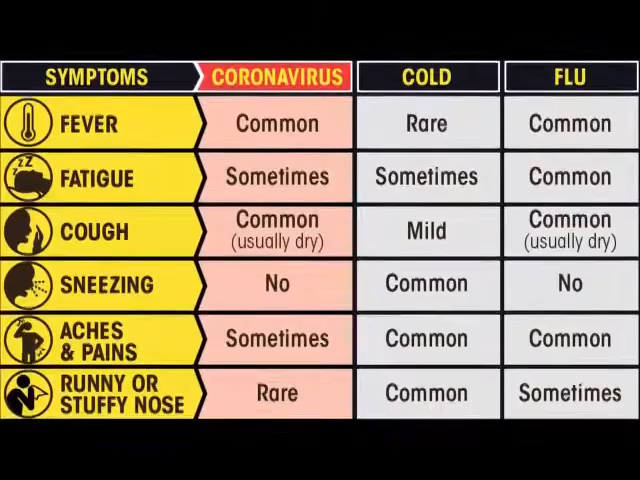 SYMPTOMS CORONAVIRUS COLD FLU
FEVER Common Rare Common
FATIGUE Sometimes Sometimes Common
COUGH Common (usually dry) Mild Common (usually dry)
SNEEZING No Common No
ACHES & PAINS Sometimes Common Common
RUNNY OR STUFFY NOSE Rare Common Sometimes